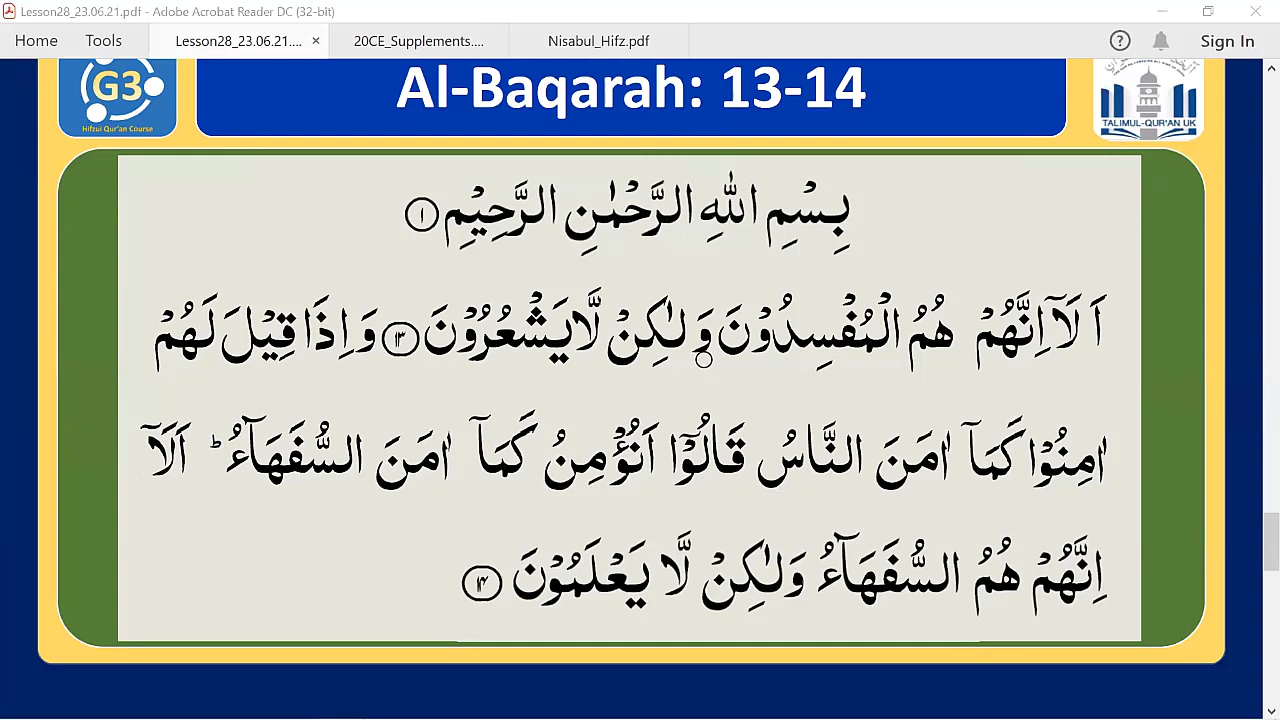 Lesson28_23.06.21.pdf - Adobe Acrobat Reader DC (32-bit)
Home Tools Lesson28_23.06.21.... × 20CE_Supplements.... Nisabul_Hifz.pdf ? Sign In
G3
Hifzul Qur'an Course
Al-Baqarah: 13-14
TALIMUL-QUR'AN UK
بِسْمِ اللهِ الرَّحْمٰنِ الرَّحِيْمِ ۝۱
اَلَآ اِنَّهُمْ هُمُ الْمُفْسِدُوْنَ وَلٰكِنْ لَّا يَشْعُرُوْنَ ۝۱۳ وَاِذَا قِيْلَ لَهُمْ
اٰمِنُوْا كَمَآ اٰمَنَ النَّاسُ قَالُوْٓا اَنُؤْمِنُ كَمَآ اٰمَنَ السُّفَهَآءُ ؕ اَلَآ
اِنَّهُمْ هُمُ السُّفَهَآءُ وَلٰكِنْ لَّا يَعْلَمُوْنَ ۝۱۴